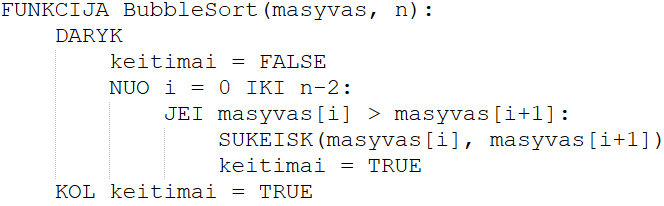 FUNKCIJA BubbleSort(masyvas, n):
    DARYK
        keitimai = FALSE
        NUO i = 0 IKI n-2:
            JEI masyvas[i] > masyvas[i+1]:
                SUKEISK(masyvas[i], masyvas[i+1])
                keitimai = TRUE
    KOL keitimai = TRUE